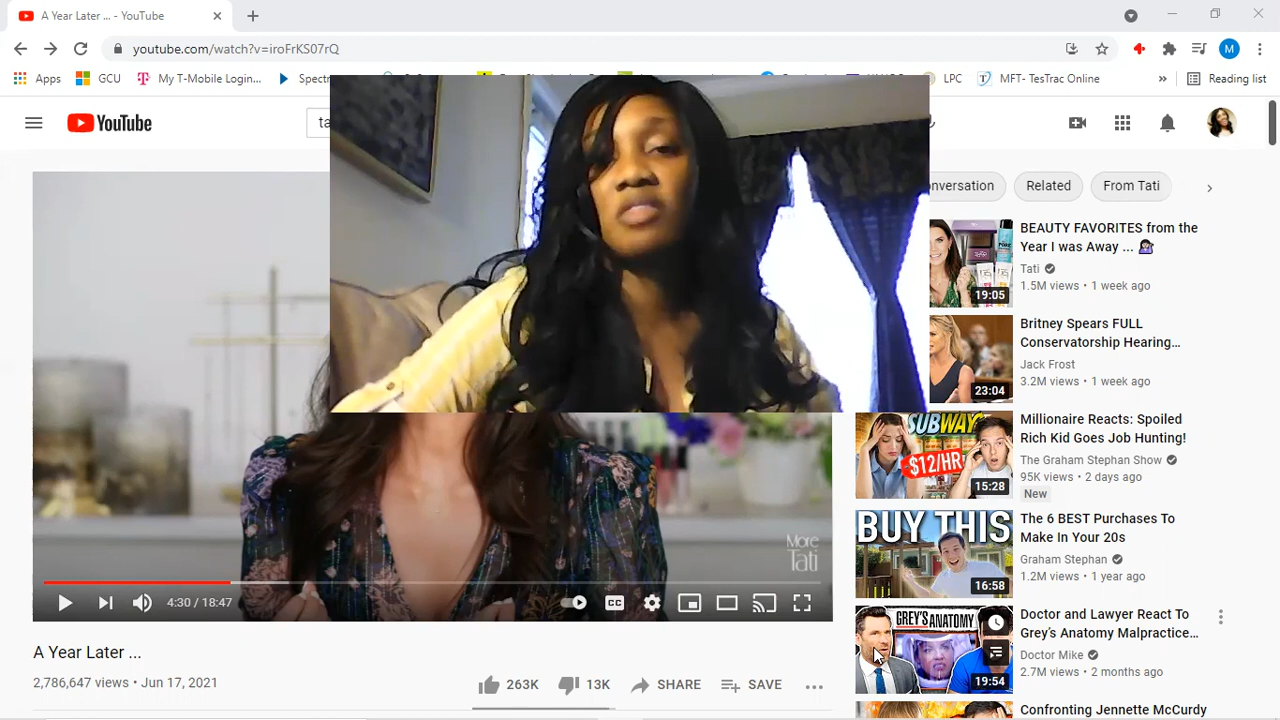 A Year Later ... - YouTube
youtube.com/watch?v=iroFrKS07rQ
M
Apps
GCU
My T-Mobile Login...
Spectr
LPC
MFT- TesTrac Online
»
Reading list
YouTube
ta
nversation
Related
From Tati
BEAUTY FAVORITES from the
Year I was Away ... 🤦🏻‍♀️
Tati
1.5M views • 1 week ago
19:05
Britney Spears FULL
Conservatorship Hearing...
Jack Frost
3.2M views • 1 week ago
23:04
SUBWAY
$12/HR
15:28
Millionaire Reacts: Spoiled
Rich Kid Goes Job Hunting!
The Graham Stephan Show
95K views • 2 days ago
New
BUY THIS
16:58
The 6 BEST Purchases To
Make In Your 20s
Graham Stephan
1.2M views • 1 year ago
GREY'S ANATOMY
19:54
Doctor and Lawyer React To
Grey's Anatomy Malpractice...
Doctor Mike
2.7M views • 2 months ago
Confronting Jennette McCurdy
More
Tati
4:30 / 18:47
CC
A Year Later ...
2,786,647 views • Jun 17, 2021
263K
13K
SHARE
SAVE